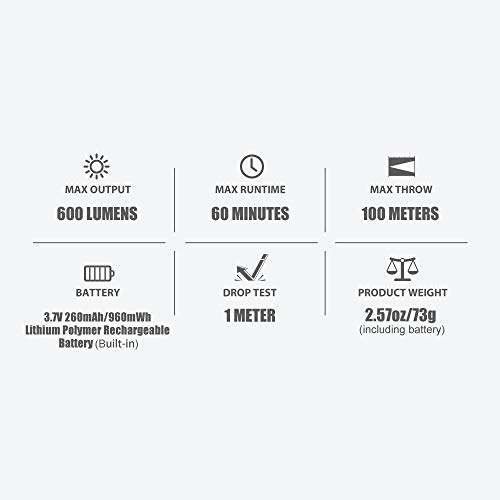 MAX OUTPUT
600 LUMENS
MAX RUNTIME
60 MINUTES
MAX THROW
100 METERS
BATTERY
3.7V 260mAh/960mWh
Lithium Polymer Rechargeable
Battery (Built-in)
DROP TEST
1 METER
PRODUCT WEIGHT
2.57oz/73g
(including battery)